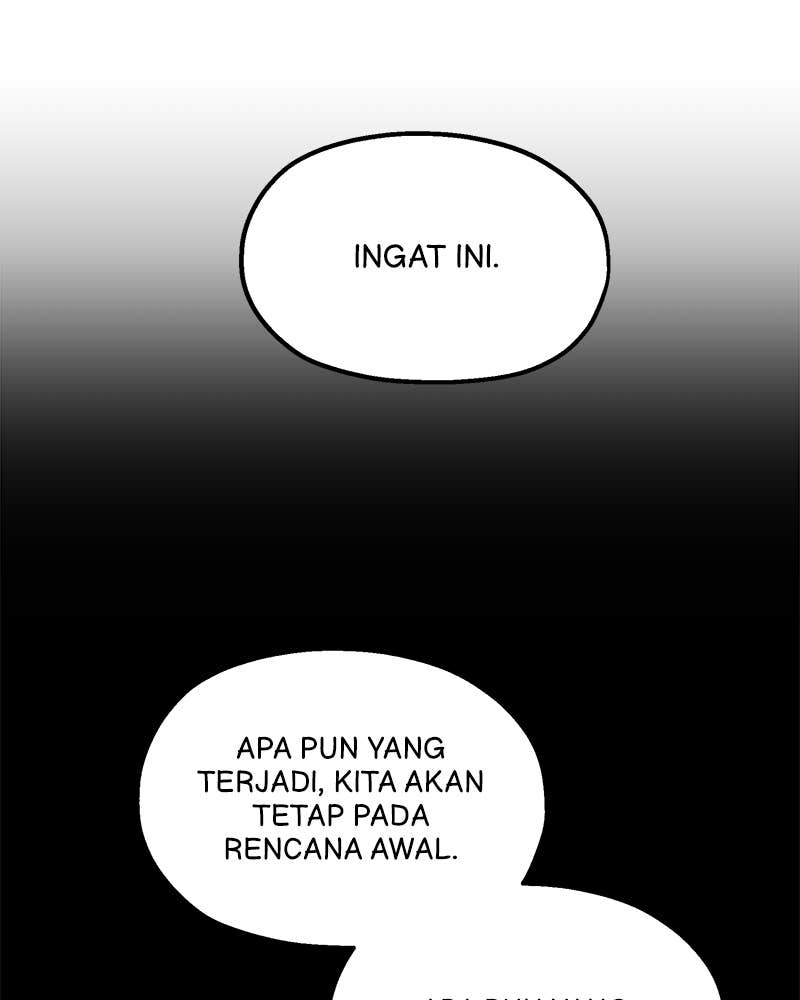 INGAT INI.
APA PUN YANG
TERJADI, KITA AKAN
TETAP PADA
RENCANA AWAL.